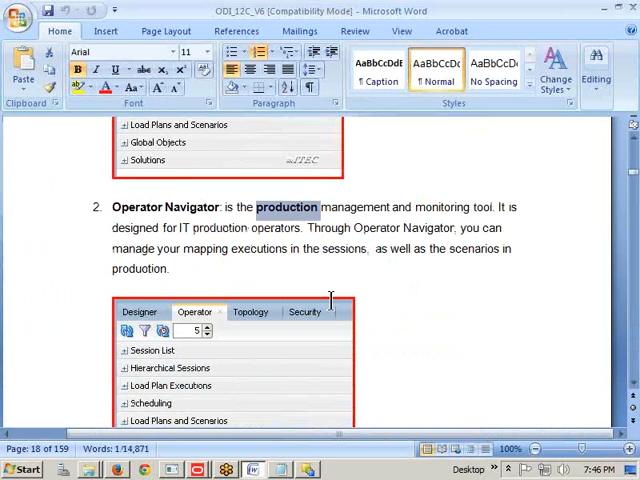 ODI_12C_V6 [Compatibility Mode] - Microsoft Word
Home Insert Page Layout References Mailings Review View Acrobat
Paste
Clipboard
Arial 11
Font
Paragraph
AaBbCcDdE AaBbCcDc AaBbCcDc
¶ Caption ¶ Normal ¶ No Spacing
Styles
Change
Styles
Editing
Load Plans and Scenarios
Global Objects
Solutions
2. Operator Navigator: is the production management and monitoring tool. It is
designed for IT production operators. Through Operator Navigator, you can
manage your mapping executions in the sessions, as well as the scenarios in
production.
Designer Operator Topology Security
5
Session List
Hierarchical Sessions
Load Plan Executions
Scheduling
Load Plans and Scenarios
Page: 18 of 159 Words: 1/14,871 100%
Start Desktop » 7:46 PM